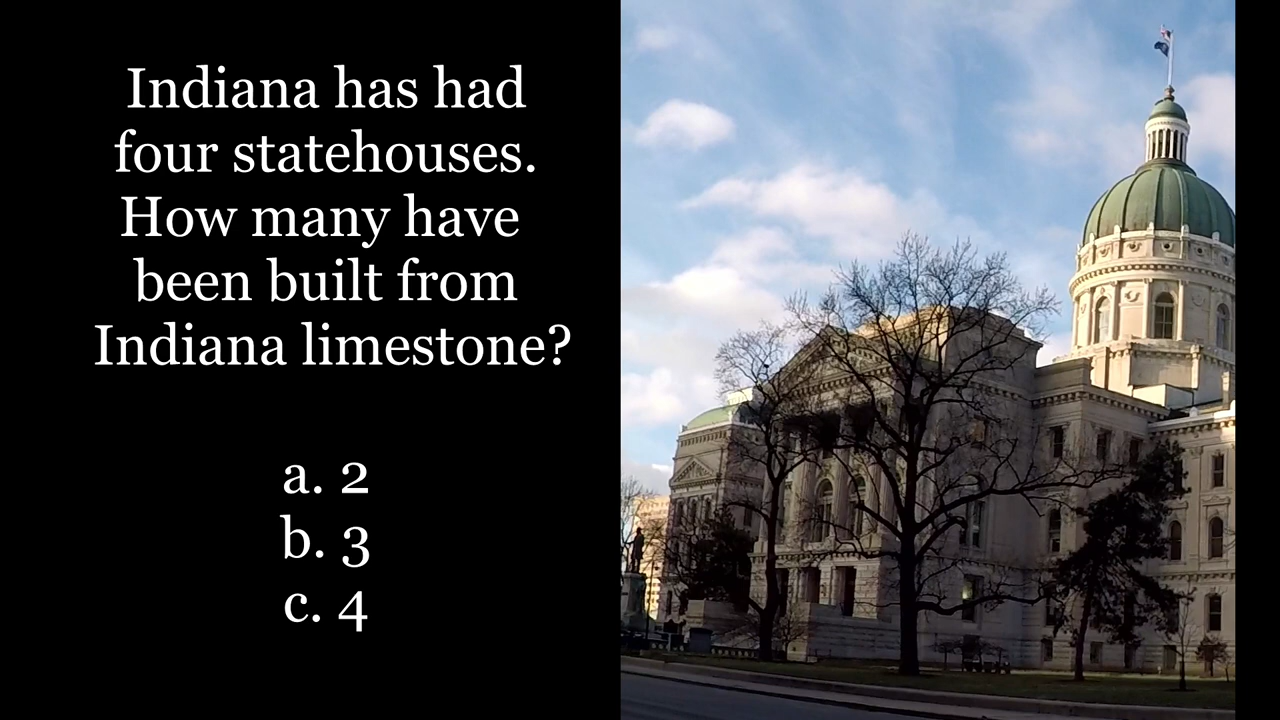 Indiana has had
four statehouses.
How many have
been built from
Indiana limestone?
a. 2
b. 3
c. 4